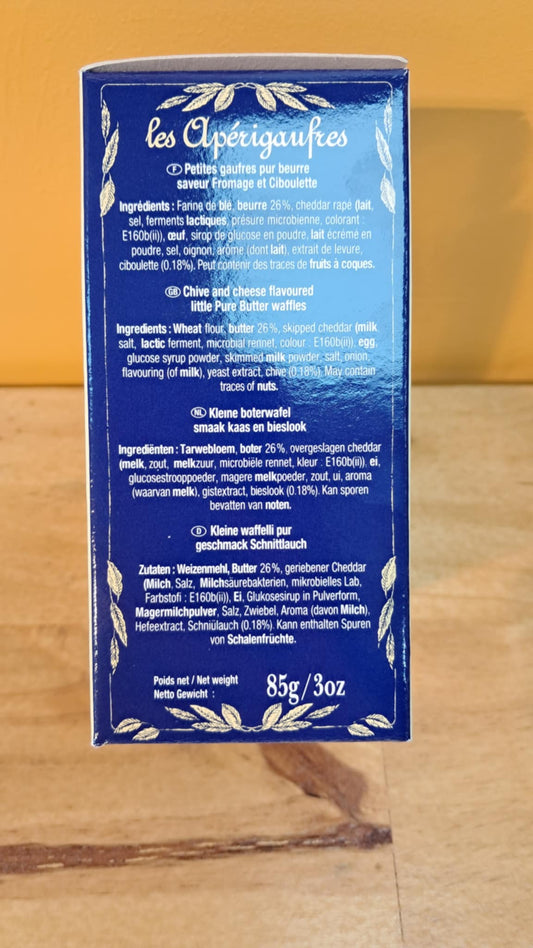 les Apérigaufres
F Petites gaufres pur beurre
saveur Fromage et Ciboulette
Ingrédients : Farine de blé, beurre 26%, cheddar rapé (lait,
sel, ferments lactiques, présure microbienne, colorant :
E160b(ii)), œuf, sirop de glucose en poudre, lait écrémé en
poudre, sel, oignon, arôme (dont lait), extrait de levure,
ciboulette (0.18%). Peut contenir des traces de fruits à coques.
GB Chive and cheese flavoured
little Pure Butter waffles
Ingredients : Wheat flour, butter 26%, skipped cheddar (milk,
salt, lactic ferment, microbial rennet, colour : E160b(ii)), egg,
glucose syrup powder, skimmed milk powder, salt, onion,
flavouring (of milk), yeast extract, chive (0.18%). May contain
traces of nuts.
NL Kleine boterwafel
smaak kaas en bieslook
Ingrediënten : Tarwebloem, boter 26%, overgeslagen cheddar
(melk, zout, melkzuur, microbiële rennet, kleur : E160b(ii)), ei,
glucosestrooppoeder, magere melkpoeder, zout, ui, aroma
(waarvan melk), gistextract, bieslook (0.18%). Kan sporen
bevatten van noten.
D Kleine waffelli pur
geschmack Schnittlauch
Zutaten : Weizenmehl, Butter 26%, geriebener Cheddar
(Milch, Salz, Milchsäurebakterien, mikrobielles Lab,
Farbstofi : E160b(ii)), Ei, Glukosesirup in Pulverform,
Magermilchpulver, Salz, Zwiebel, Aroma (davon Milch),
Hefeextract, Schniülauch (0.18%). Kann enthalten Spuren
von Schalenfrüchte.
Poids net / Net weight
Netto Gewicht :
85g/3oz